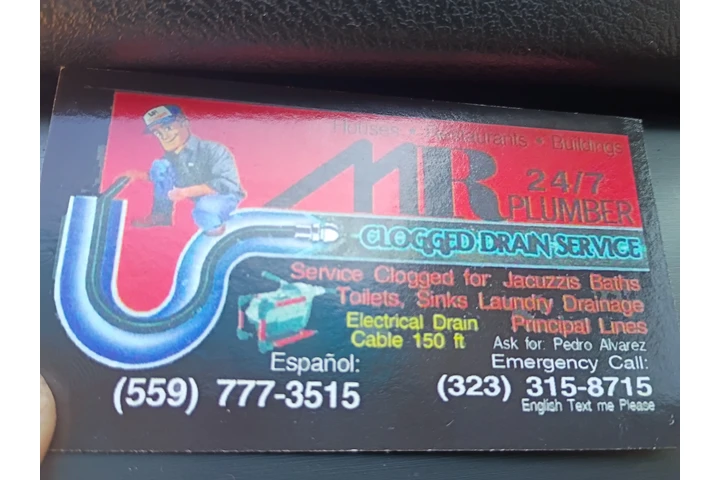 Houses • Restaurants • Buildings
MR
24/7
PLUMBER
CLOGGED DRAIN SERVICE
Service Clogged for: Jacuzzis Baths
Toilets, Sinks Laundry Drainage
Electrical Drain
Cable 150 ft
Principal Lines
Ask for: Pedro Alvarez
Español:
(559) 777-3515
Emergency Call:
(323) 315-8715
English Text me Please